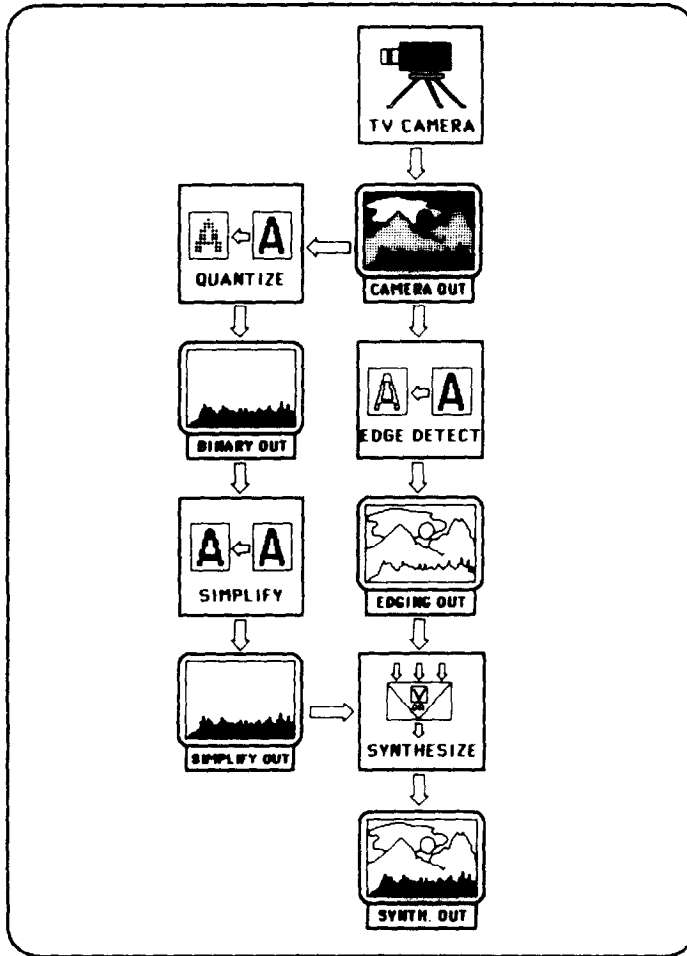 TV CAMERA
A A
QUANTIZE
CAMERA OUT
BINARY OUT
A A
EDGE DETECT
A A
SIMPLIFY
EDGING OUT
SIMPLIFY OUT
SYNTHESIZE
SYNTH. OUT